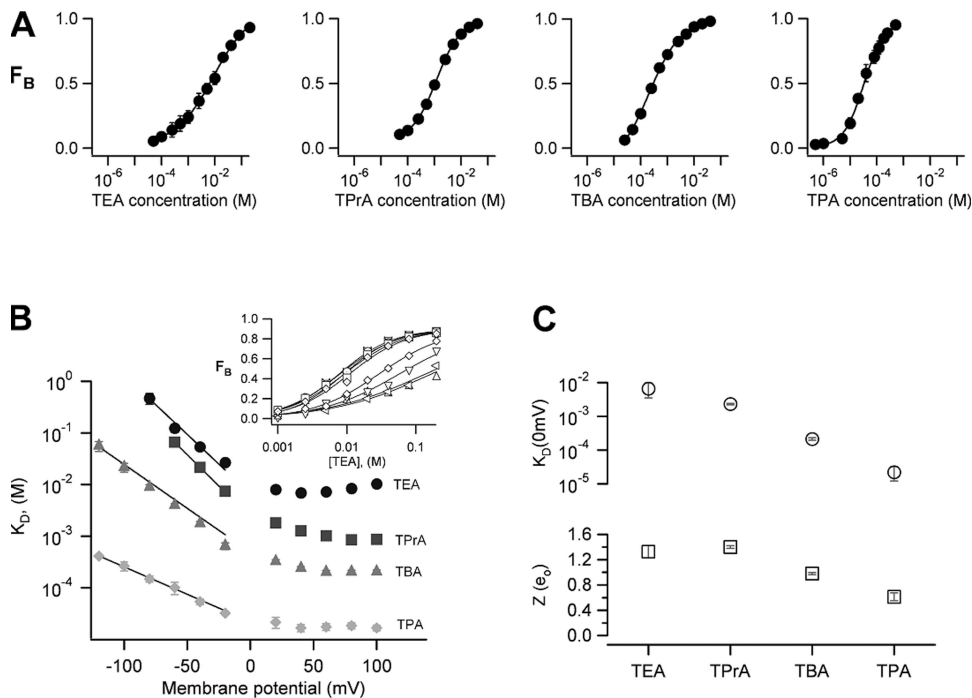 A
F_B
1.0 0.5 0.0
10^-6 10^-4 10^-2
TEA concentration (M)
1.0 0.5 0.0
10^-6 10^-4 10^-2
TPrA concentration (M)
1.0 0.5 0.0
10^-6 10^-4 10^-2
TBA concentration (M)
1.0 0.5 0.0
10^-6 10^-4 10^-2
TPA concentration (M)
B
F_B
1.0
0.8
0.6
0.4
0.2
0.0
0.001 0.01 0.1
[TEA], (M)
K_D, (M)
10^0
10^-1
10^-2
10^-3
10^-4
TEA
TPrA
TBA
TPA
-100 -50 0 50 100
Membrane potential (mV)
C
K_D(0mV)
10^-2
10^-3
10^-4
10^-5
Z (e_o)
1.6
1.2
0.8
0.4
0.0
TEA TPrA TBA TPA